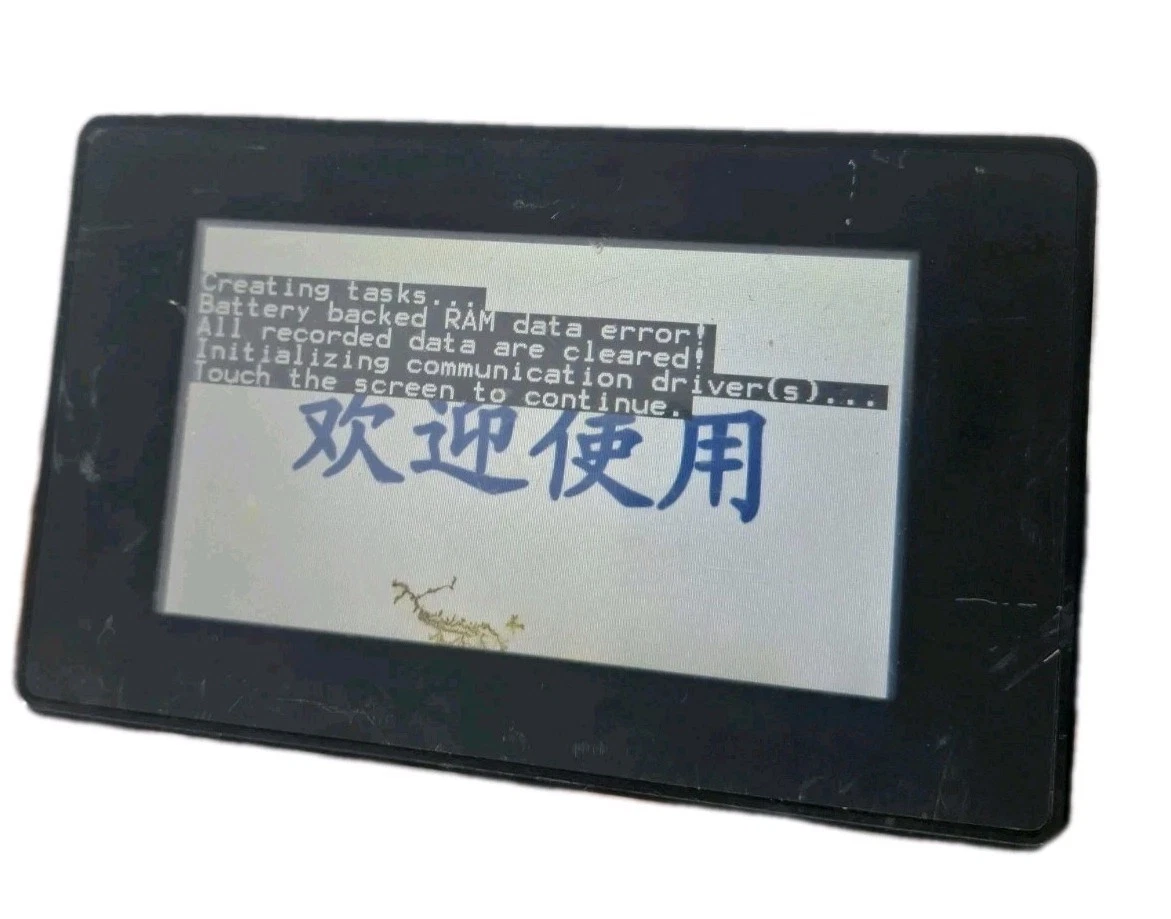 Creating tasks...
Battery backed RAM data error!
All recorded data are cleared!
Initializing communication driver(s)...
Touch the screen to continue.
欢迎使用